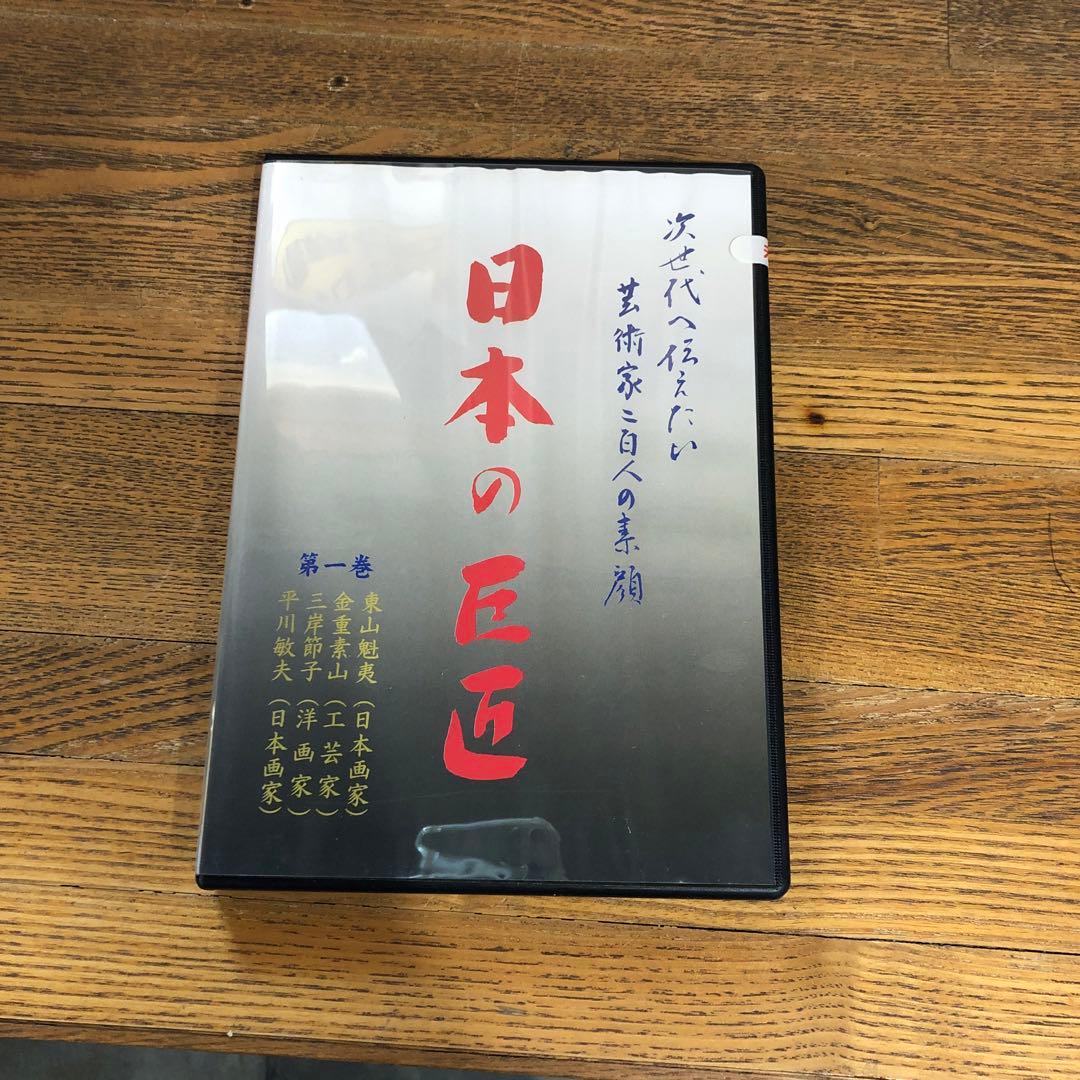 次世代へ伝えたい
芸術家二百人の素顔
日本の巨匠
第一巻
東山魁夷(日本画家)
金重素山(工芸家)
三岸節子(洋画家)
平川敏夫(日本画家)